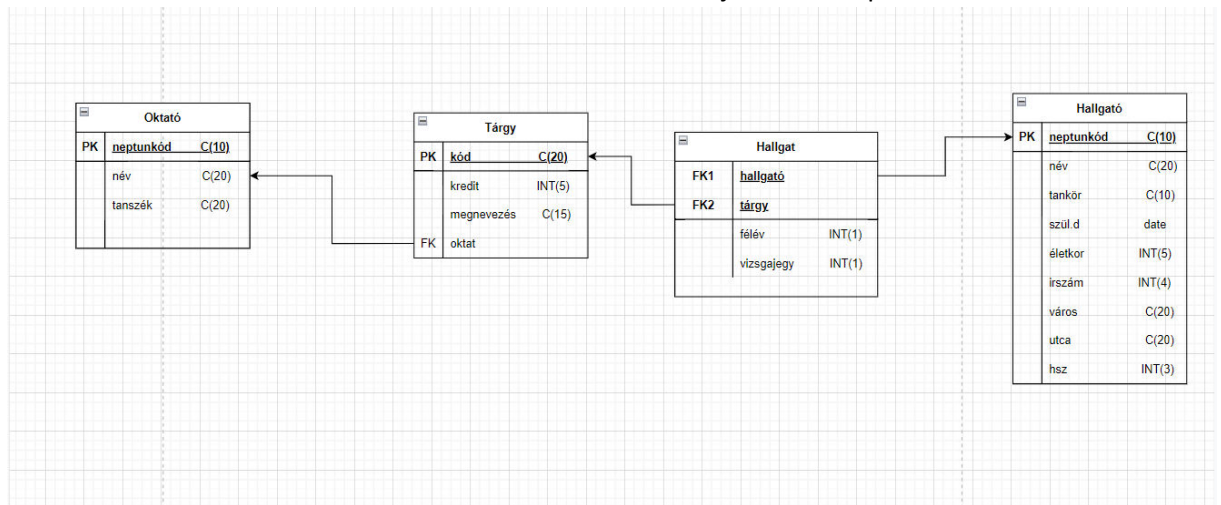 Oktató
PK neptunkód C(10)
név C(20)
tanszék C(20)
Tárgy
PK kód C(20)
kredit INT(5)
megnevezés C(15)
FK oktat
Hallgat
FK1 hallgató
FK2 tárgy
félév INT(1)
vizsgajegy INT(1)
Hallgató
PK neptunkód C(10)
név C(20)
tankör C(10)
szül.d date
életkor INT(5)
írszám INT(4)
város C(20)
utca C(20)
hsz INT(3)